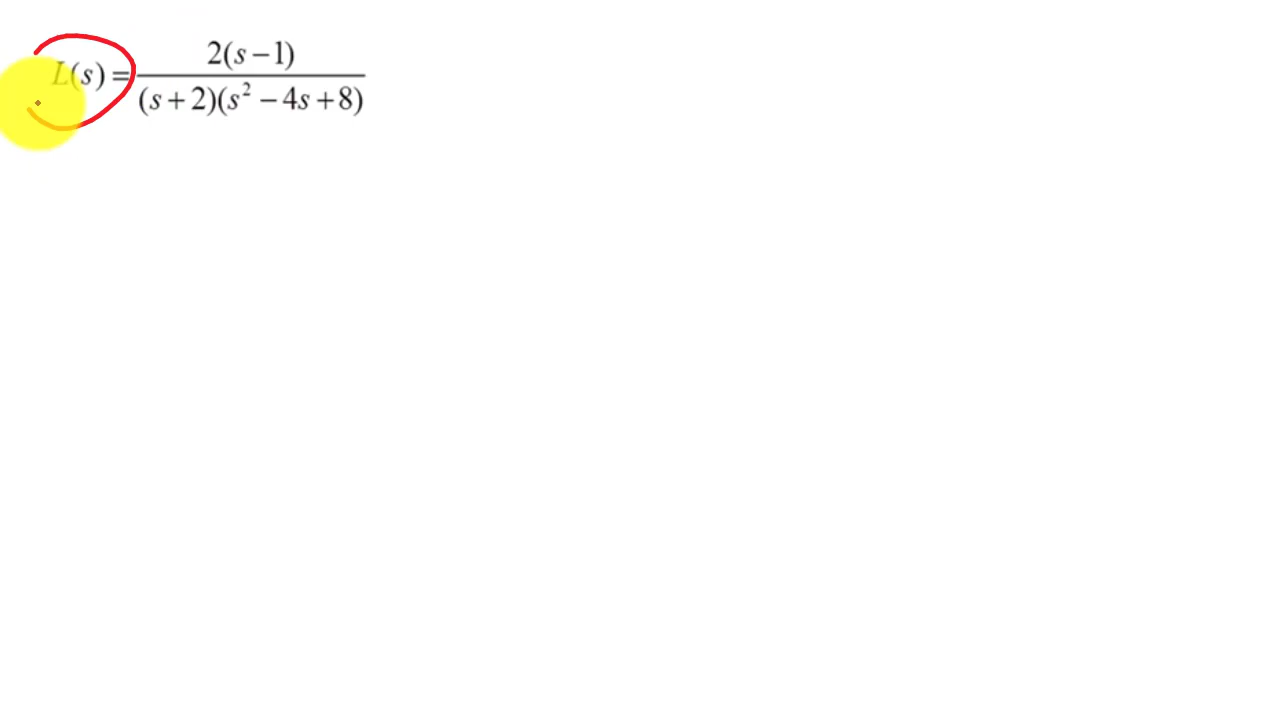 L(s) = 2(s−1)
(s+2)(s² −4s+8)